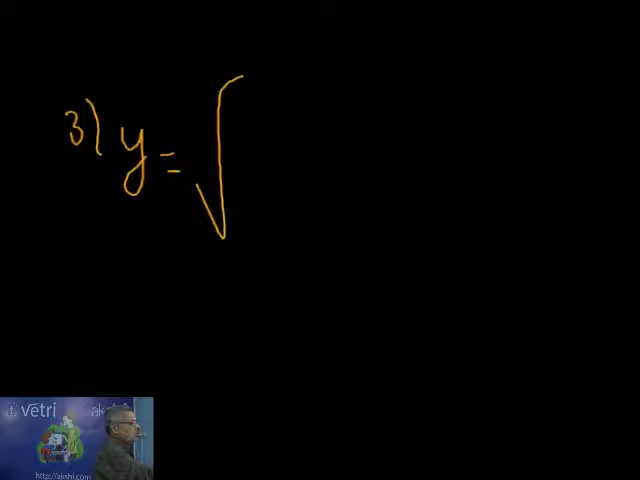 3) y = √
vetri
http://akshi.com